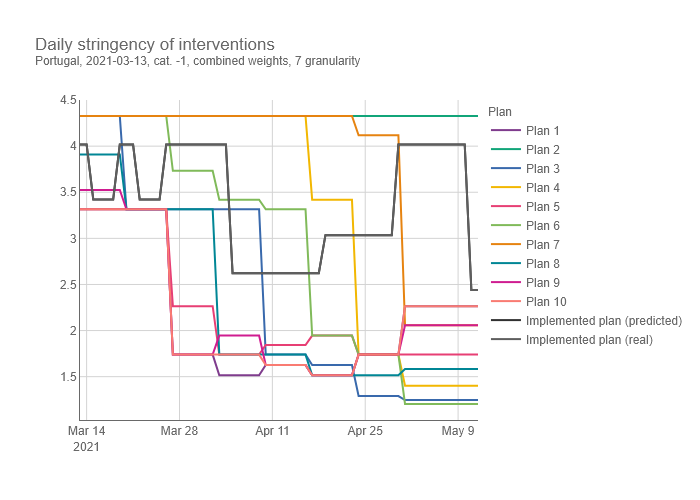 Daily stringency of interventions
Portugal, 2021-03-13, cat. -1, combined weights, 7 granularity
4.5
4
3.5
3
2.5
2
1.5
Mar 14
2021
Mar 28
Apr 11
Apr 25
May 9
Plan
Plan 1
Plan 2
Plan 3
Plan 4
Plan 5
Plan 6
Plan 7
Plan 8
Plan 9
Plan 10
Implemented plan (predicted)
Implemented plan (real)